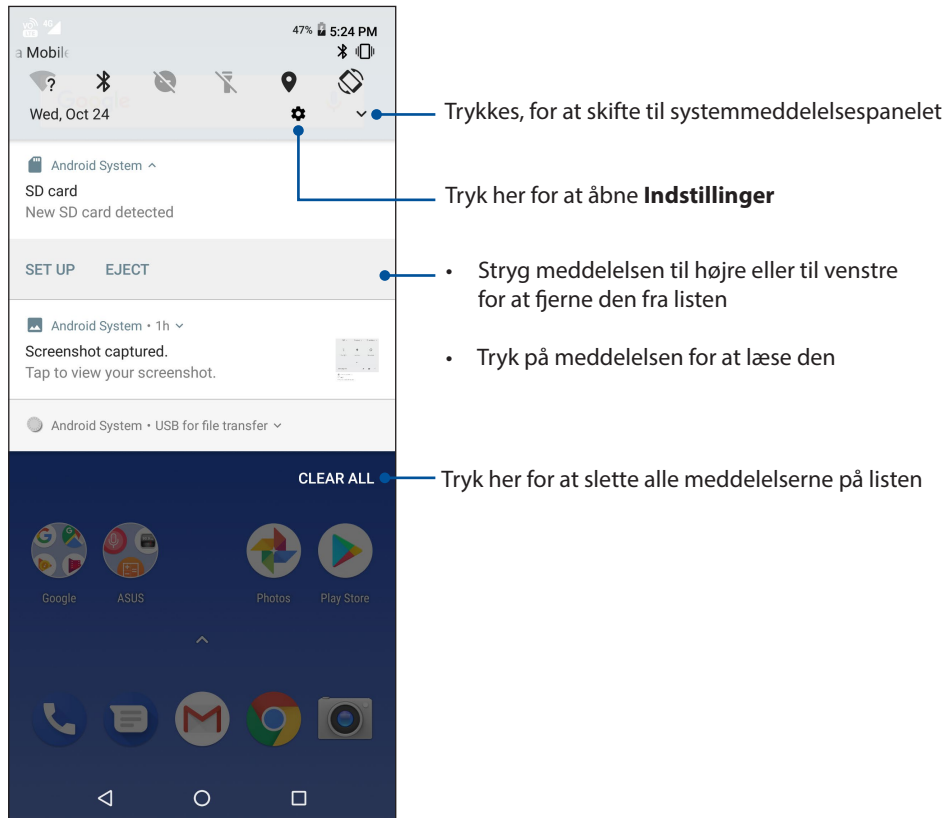 VO)) 4G
LTE
47% 5:24 PM
a Mobile
?
Google
Wed, Oct 24
Trykkes, for at skifte til systemmeddelelsespanelet
Android System
SD card
New SD card detected
Tryk her for at åbne Indstillinger
SET UP EJECT
• Stryg meddelelsen til højre eller til venstre
for at fjerne den fra listen
Android System • 1h
Screenshot captured.
Tap to view your screenshot.
• Tryk på meddelelsen for at læse den
Android System • USB for file transfer
CLEAR ALL
Tryk her for at slette alle meddelelserne på listen
Google ASUS Photos Play Store